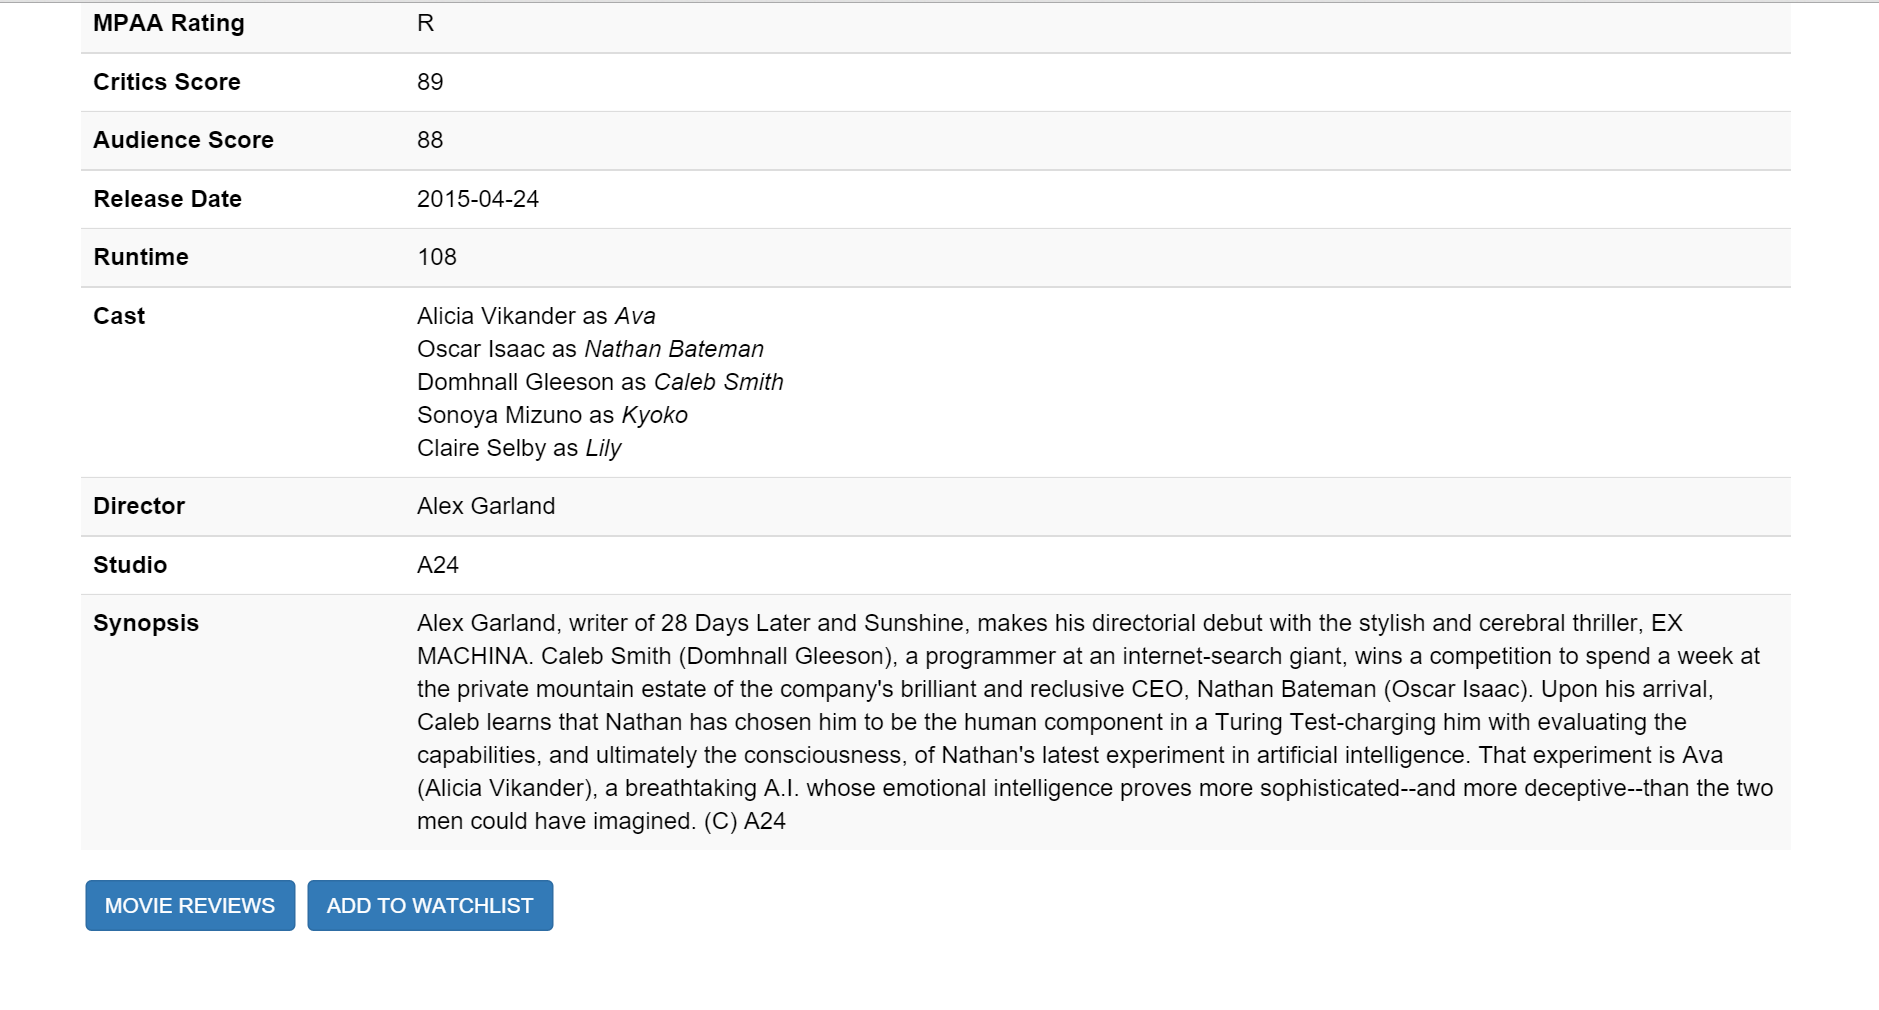 MPAA Rating R
Critics Score 89
Audience Score 88
Release Date 2015-04-24
Runtime 108
Cast Alicia Vikander as Ava
Oscar Isaac as Nathan Bateman
Domhnall Gleeson as Caleb Smith
Sonoya Mizuno as Kyoko
Claire Selby as Lily
Director Alex Garland
Studio A24
Synopsis Alex Garland, writer of 28 Days Later and Sunshine, makes his directorial debut with the stylish and cerebral thriller, EX
MACHINA. Caleb Smith (Domhnall Gleeson), a programmer at an internet-search giant, wins a competition to spend a week at
the private mountain estate of the company's brilliant and reclusive CEO, Nathan Bateman (Oscar Isaac). Upon his arrival,
Caleb learns that Nathan has chosen him to be the human component in a Turing Test-charging him with evaluating the
capabilities, and ultimately the consciousness, of Nathan's latest experiment in artificial intelligence. That experiment is Ava
(Alicia Vikander), a breathtaking A.I. whose emotional intelligence proves more sophisticated--and more deceptive--than the two
men could have imagined. (C) A24
MOVIE REVIEWS ADD TO WATCHLIST